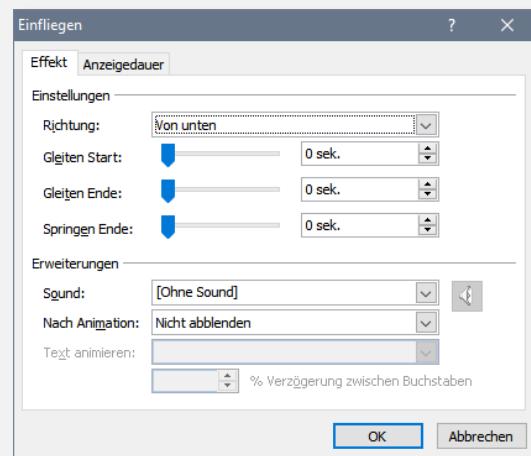 Einfliegen ? ×
Effekt Anzeigedauer
Einstellungen
Richtung: Von unten
Gleiten Start: 0 sek.
Gleiten Ende: 0 sek.
Springen Ende: 0 sek.
Erweiterungen
Sound: [Ohne Sound]
Nach Animation: Nicht abblenden
Text animieren:
% Verzögerung zwischen Buchstaben
OK Abbrechen